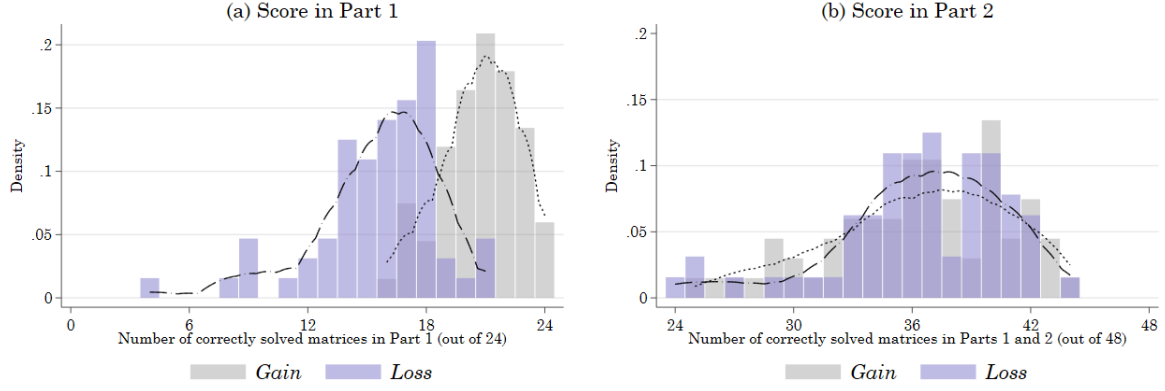 (a) Score in Part 1
Density
.2
.15
.1
.05
0
0 6 12 18 24
Number of correctly solved matrices in Part 1 (out of 24)
Gain Loss
(b) Score in Part 2
Density
.2
.15
.1
.05
0
24 30 36 42 48
Number of correctly solved matrices in Parts 1 and 2 (out of 48)
Gain Loss